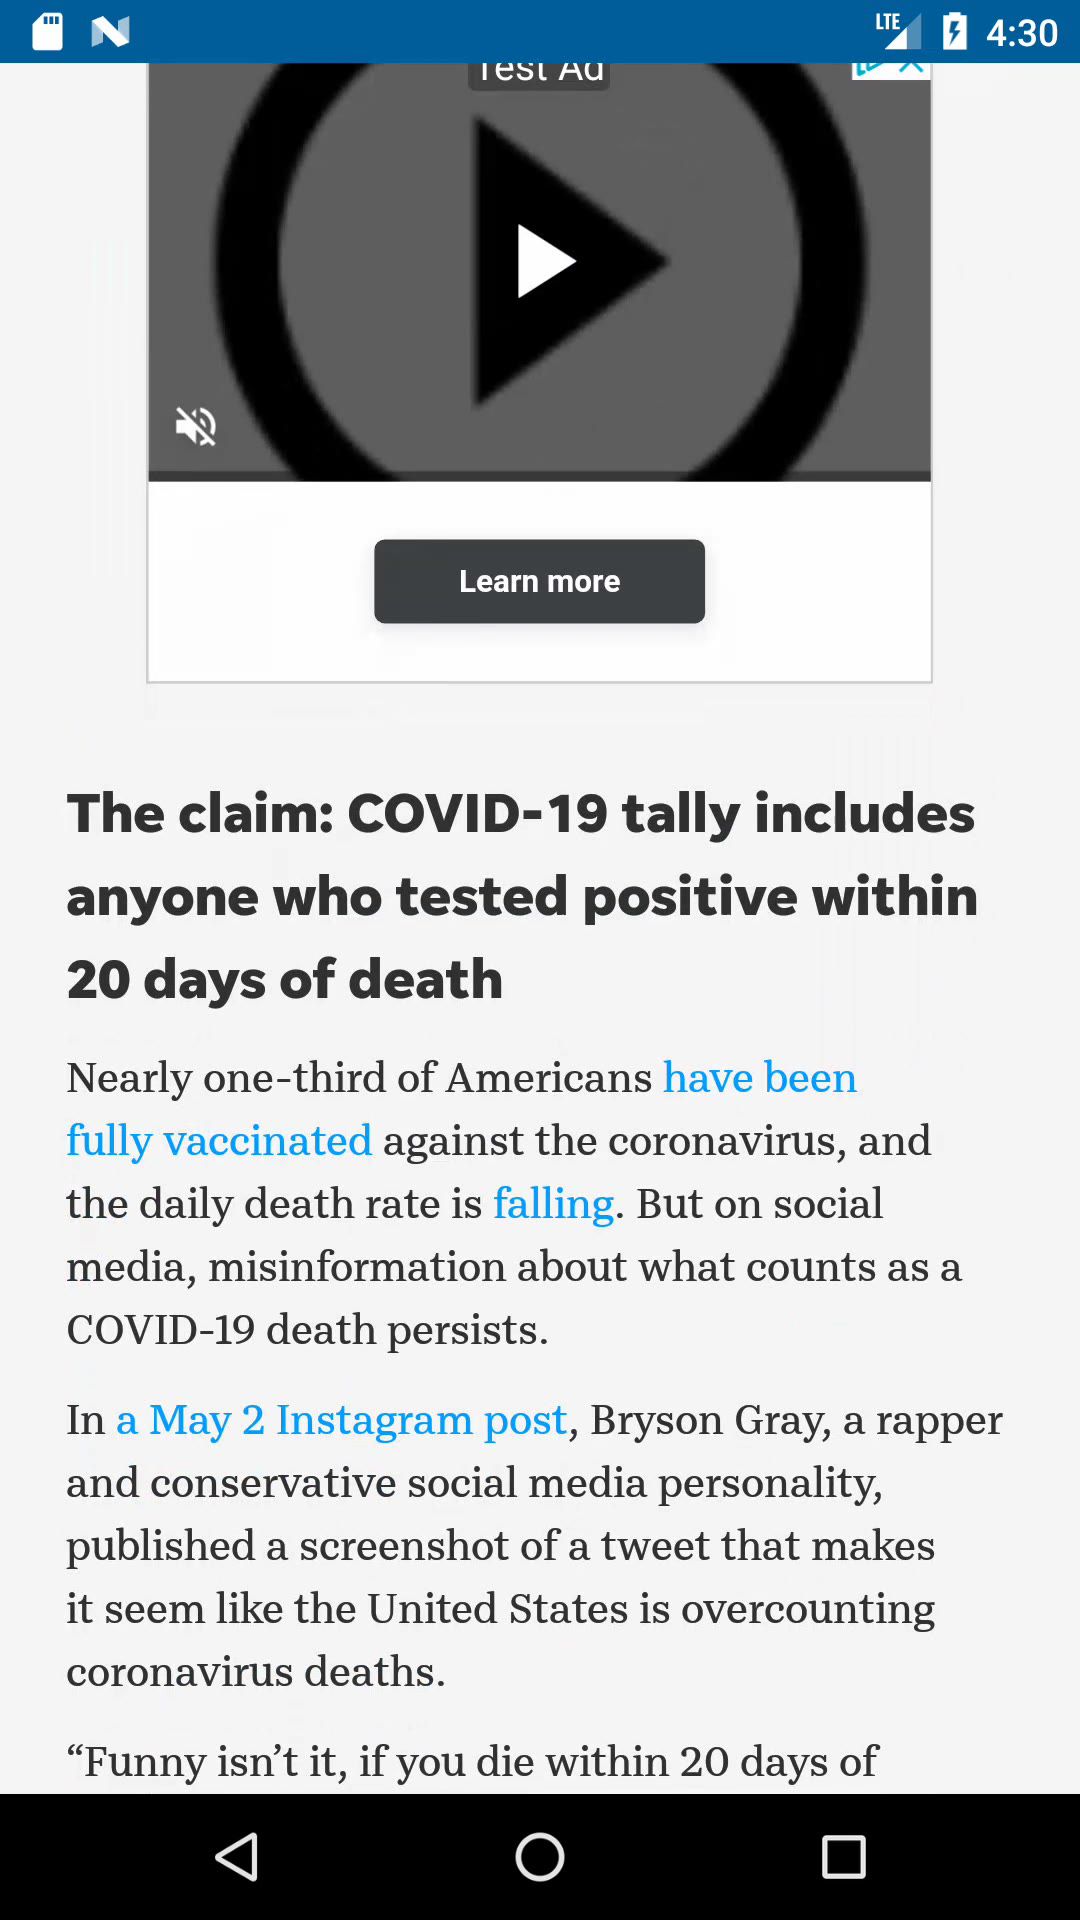 LTE 4:30
Test Ad
Learn more
The claim: COVID-19 tally includes
anyone who tested positive within
20 days of death
Nearly one-third of Americans have been
fully vaccinated against the coronavirus, and
the daily death rate is falling. But on social
media, misinformation about what counts as a
COVID-19 death persists.
In a May 2 Instagram post, Bryson Gray, a rapper
and conservative social media personality,
published a screenshot of a tweet that makes
it seem like the United States is overcounting
coronavirus deaths.
“Funny isn’t it, if you die within 20 days of